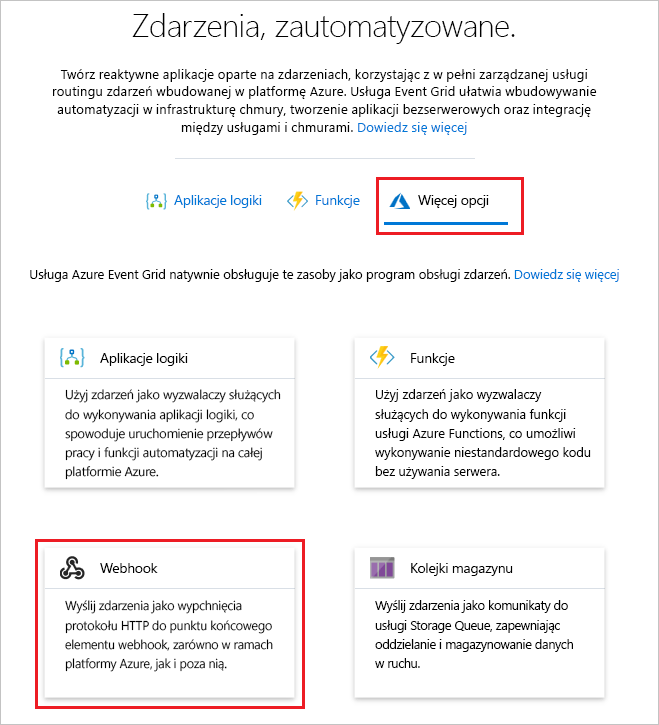 Zdarzenia, zautomatyzowane.
Twórz reaktywne aplikacje oparte na zdarzeniach, korzystając z w pełni zarządzanej usługi
routingu zdarzeń wbudowanej w platformę Azure. Usługa Event Grid ułatwia wbudowywanie
automatyzacji w infrastrukturę chmury, tworzenie aplikacji bezserwerowych oraz integrację
między usługami i chmurami. Dowiedz się więcej
Aplikacje logiki
Funkcje
Więcej opcji
Usługa Azure Event Grid natywnie obsługuje te zasoby jako program obsługi zdarzeń. Dowiedz się więcej
Aplikacje logiki
Użyj zdarzeń jako wyzwalaczy służących
do wykonywania aplikacji logiki, co
spowoduje uruchomienie przepływów
pracy i funkcji automatyzacji na całej
platformie Azure.
Funkcje
Użyj zdarzeń jako wyzwalaczy
służących do wykonywania funkcji
usługi Azure Functions, co umożliwi
wykonywanie niestandardowego kodu
bez używania serwera.
Webhook
Wyślij zdarzenia jako wypchnięcia
protokołu HTTP do punktu końcowego
elementu webhook, zarówno w ramach
platformy Azure, jak i poza nią.
Kolejki magazynu
Wyślij zdarzenia jako komunikaty do
usługi Storage Queue, zapewniając
oddzielanie i magazynowanie danych
w ruchu.